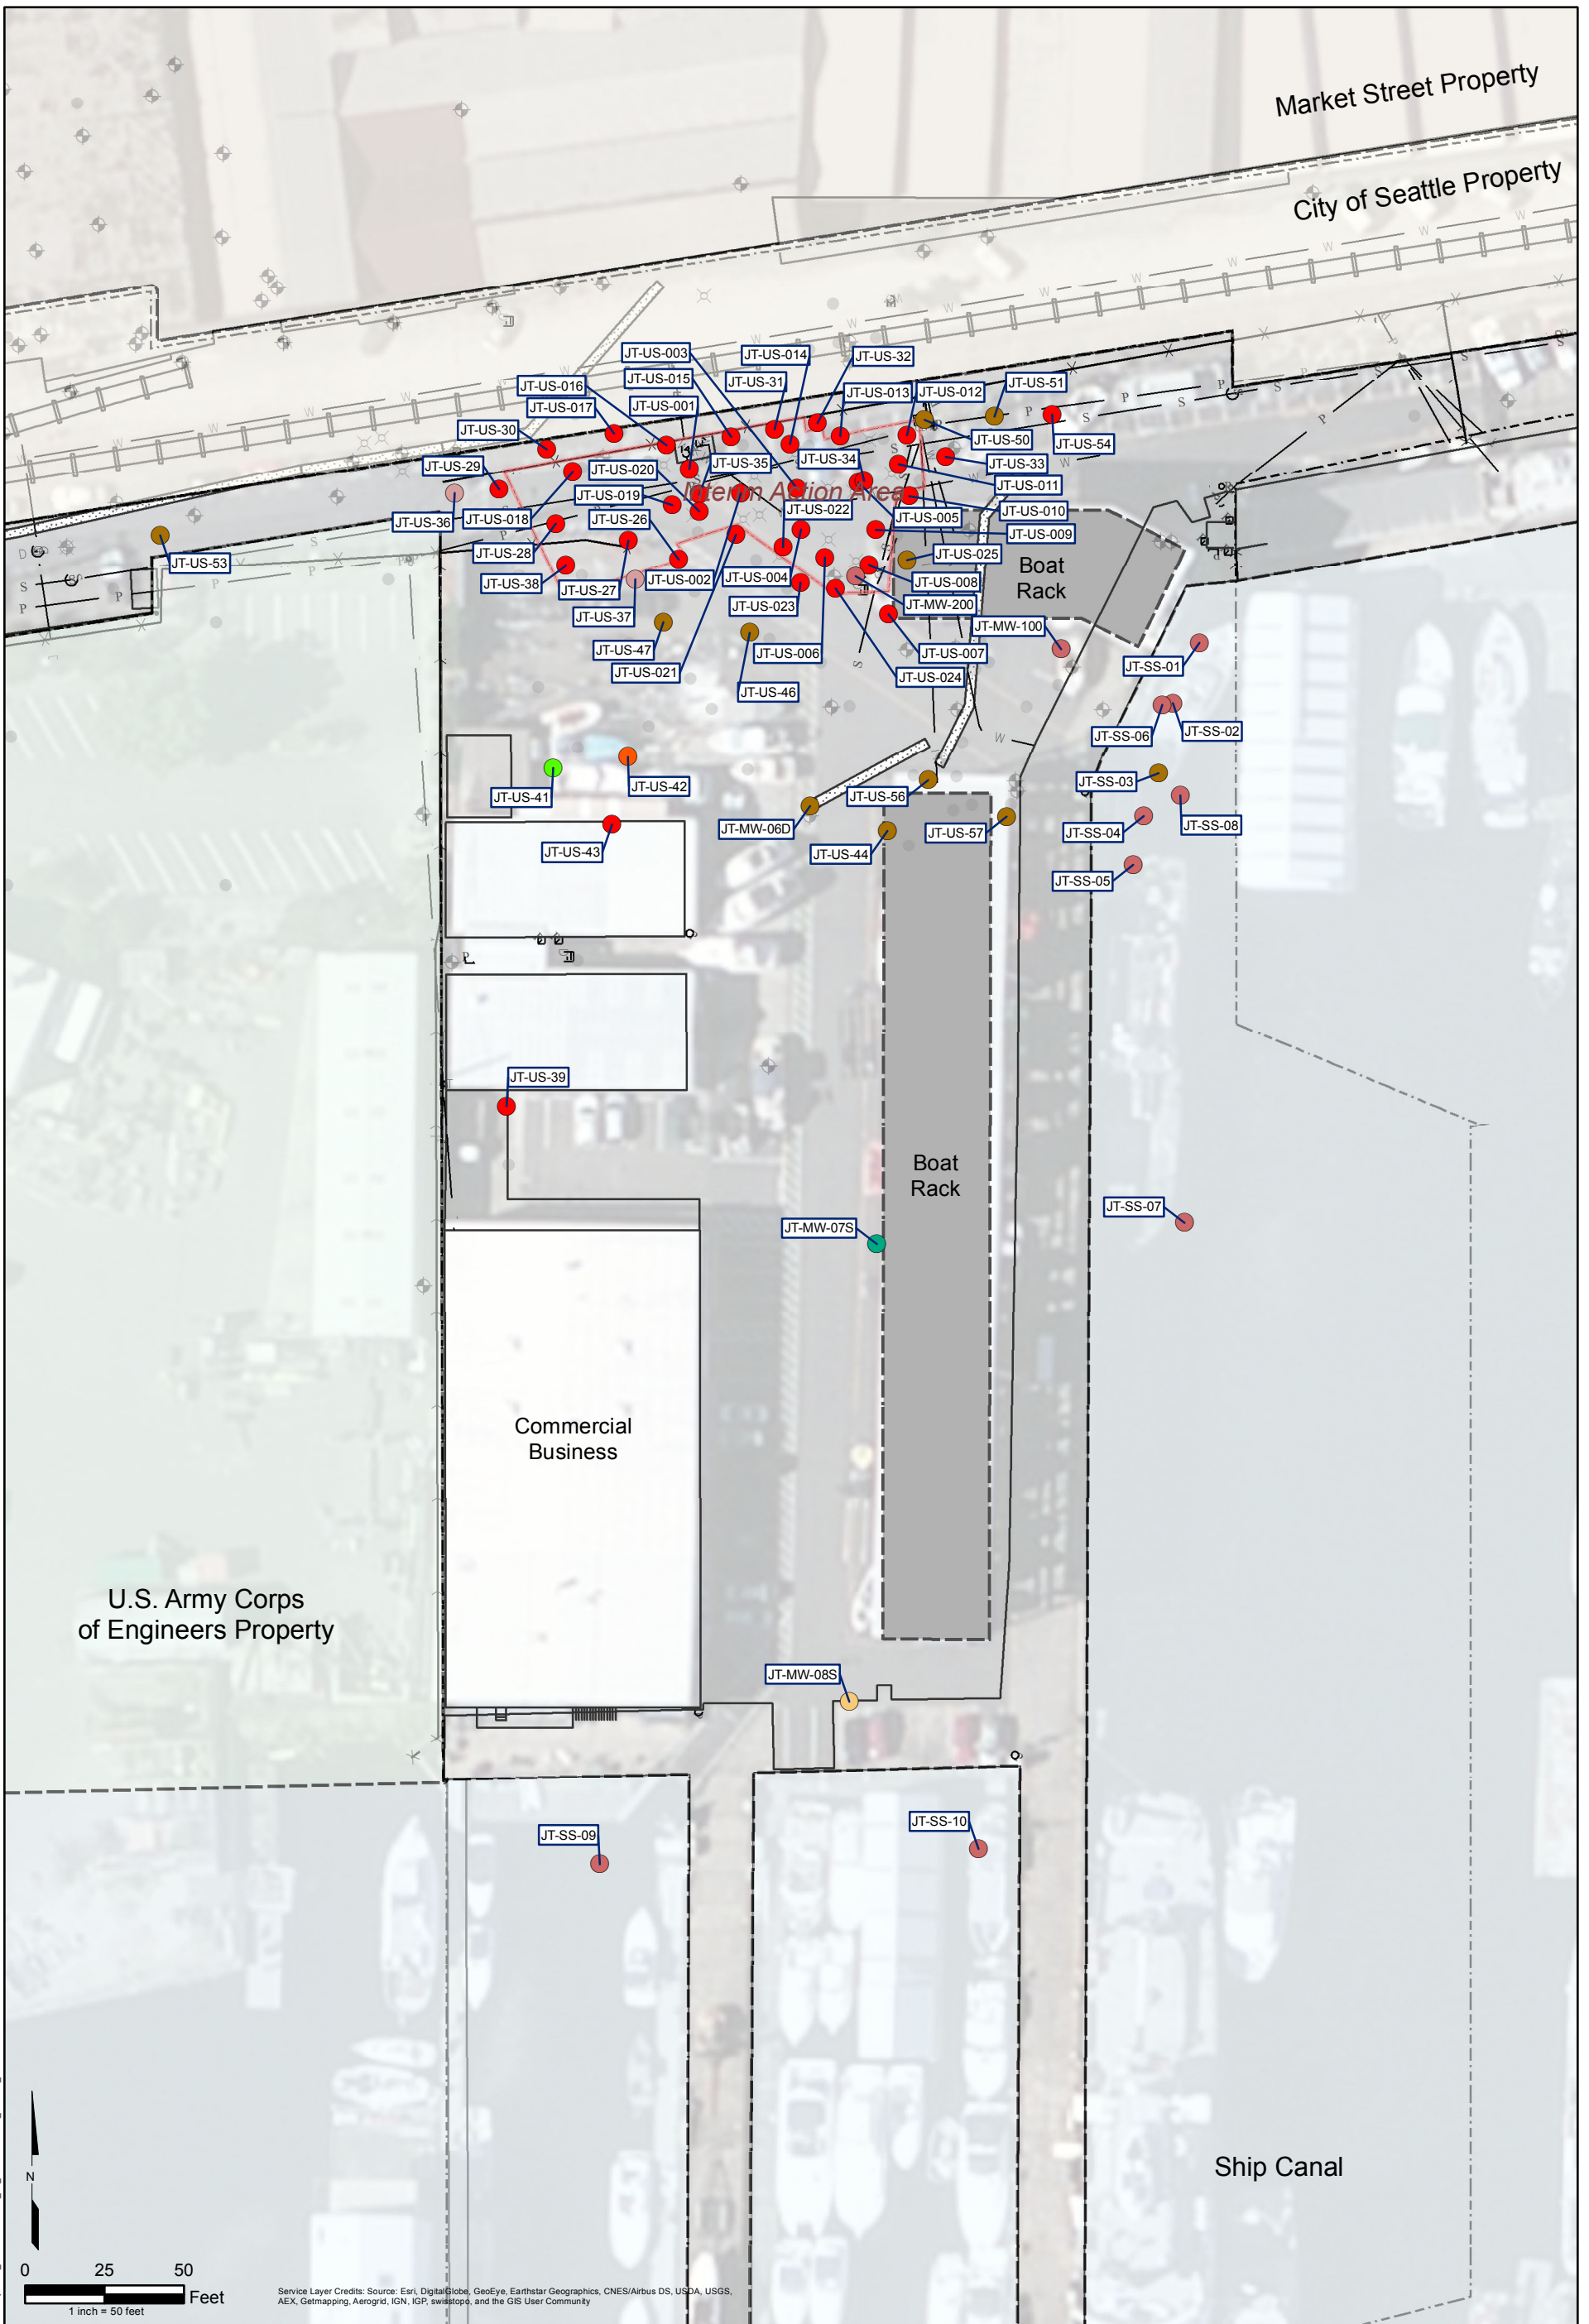 Market Street Property
City of Seattle Property
JT-US-003
JT-US-014
JT-US-32
JT-US-016
JT-US-015
JT-US-31
JT-US-013
JT-US-012
JT-US-51
JT-US-017
JT-US-001
JT-US-30
JT-US-50
JT-US-54
JT-US-29
JT-US-020
JT-US-35
JT-US-34
JT-US-33
JT-US-011
Interim Action Area
JT-US-019
JT-US-36
JT-US-018
JT-US-26
JT-US-022
JT-US-005
JT-US-010
JT-US-009
JT-US-53
JT-US-28
JT-US-025
JT-US-38
JT-US-27
JT-US-002
JT-US-004
JT-US-008
Boat
Rack
JT-US-37
JT-US-023
JT-MW-200
JT-MW-100
JT-US-47
JT-US-006
JT-US-007
JT-SS-01
JT-US-021
JT-US-024
JT-US-46
JT-SS-06
JT-SS-02
JT-US-41
JT-US-42
JT-US-56
JT-SS-03
JT-MW-06D
JT-US-57
JT-SS-04
JT-SS-08
JT-US-43
JT-US-44
JT-SS-05
JT-US-39
Boat
Rack
JT-SS-07
JT-MW-07S
Commercial
Business
U.S. Army Corps
of Engineers Property
JT-MW-08S
JT-SS-09
JT-SS-10
Ship Canal
N
0 25 50
Feet
1 inch = 50 feet
Service Layer Credits: Source: Esri, DigitalGlobe, GeoEye, Earthstar Geographics, CNES/Airbus DS, USDA, USGS,
AEX, Getmapping, Aerogrid, IGN, IGP, swisstopo, and the GIS User Community